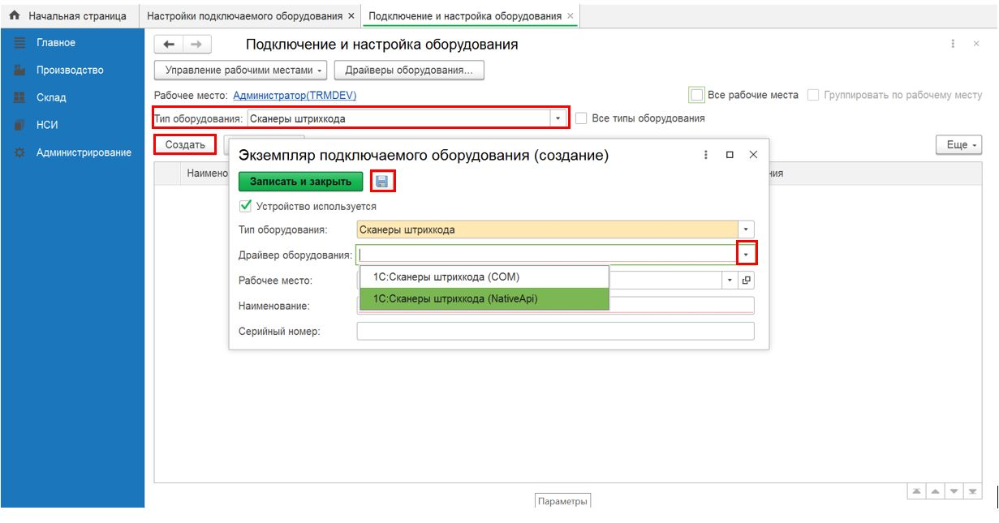 Начальная страница
Настройки подключаемого оборудования ×
Подключение и настройка оборудования ×
Главное
Производство
Склад
НСИ
Администрирование
Подключение и настройка оборудования
Управление рабочими местами
Драйверы оборудования...
Рабочее место: Администратор(TRMDEV)
Все рабочие места
Группировать по рабочему месту
Тип оборудования: Сканеры штрихкода
Все типы оборудования
Создать
Еще
Наимено
ния
Экземпляр подключаемого оборудования (создание)
Записать и закрыть
Устройство используется
Тип оборудования: Сканеры штрихкода
Драйвер оборудования:
1С:Сканеры штрихкода (COM)
Рабочее место:
1С:Сканеры штрихкода (NativeApi)
Наименование:
Серийный номер:
Параметры